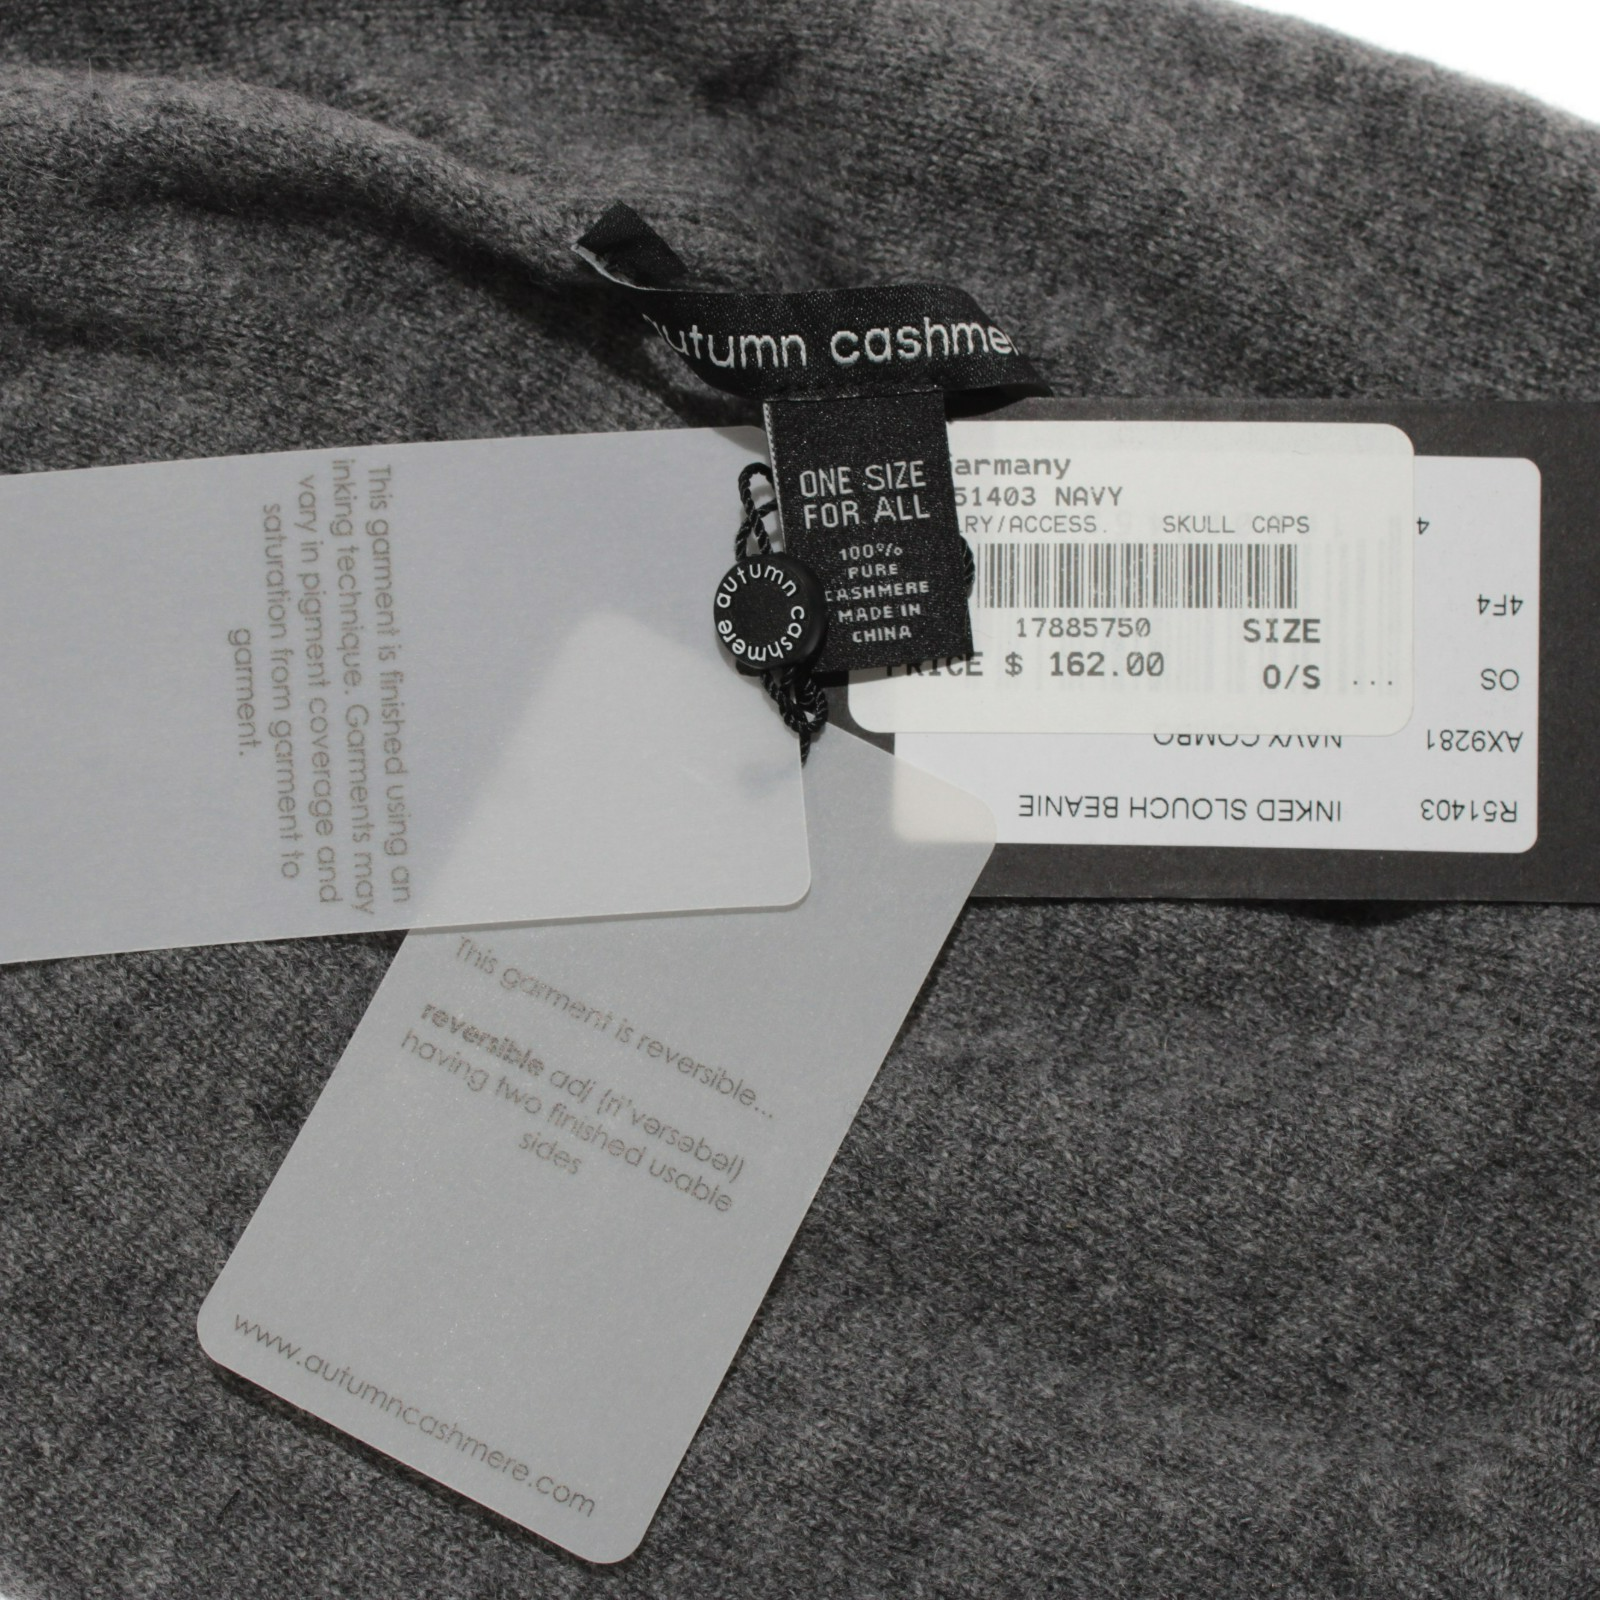 autumn cashmer
ONE SIZE
FOR ALL
100%
PURE
CASHMERE
MADE IN
CHINA
autumn cashmere
armany
51403 NAVY
LRY/ACCESS. SKULL CAPS
17885750 SIZE
PRICE $ 162.00 O/S ...
R51403 INKED SLOUCH BEANIE
AX9281 NAVY COMBO
OS
4F4 4
This garment is finished using an
inking technique. Garments may
vary in pigment coverage and
saturation from garment to
garment.
This garment is reversible...
reversible adj (ri'vərsəbəl)
having two finished usable
sides
www.autumncashmere.com